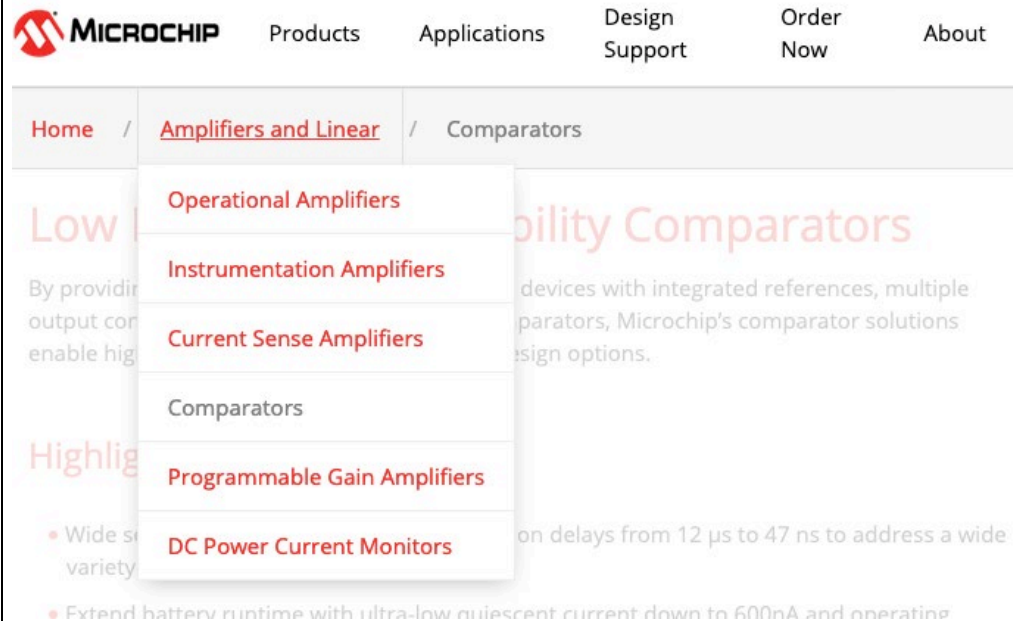 MICROCHIP Products Applications Design Support Order Now About
Home / Amplifiers and Linear / Comparators
Operational Amplifiers
Instrumentation Amplifiers
Current Sense Amplifiers
Comparators
Programmable Gain Amplifiers
DC Power Current Monitors
Low bility Comparators
By providin devices with integrated references, multiple
output con parators, Microchip's comparator solutions
enable hig esign options.
Highlig
• Wide se on delays from 12 µs to 47 ns to address a wide
variety
• Extend battery runtime with ultra-low quiescent current down to 600nA and operating